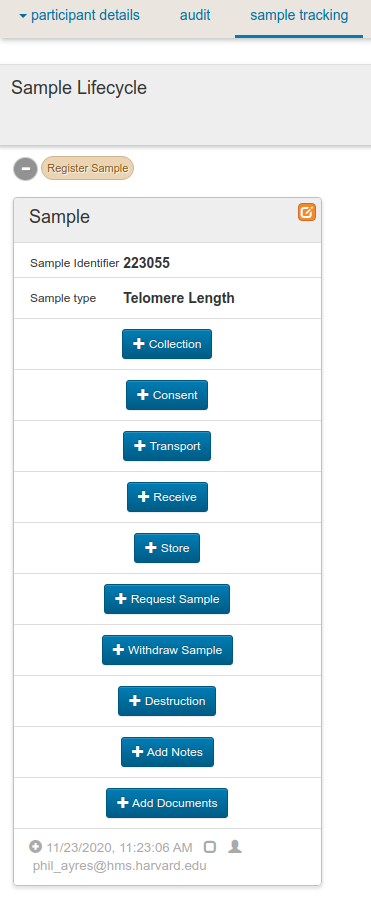 participant details audit sample tracking
Sample Lifecycle
Register Sample
Sample
Sample Identifier 223055
Sample type Telomere Length
Collection
Consent
Transport
Receive
Store
Request Sample
Withdraw Sample
Destruction
Add Notes
Add Documents
11/23/2020, 11:23:06 AM
phil_ayres@hms.harvard.edu